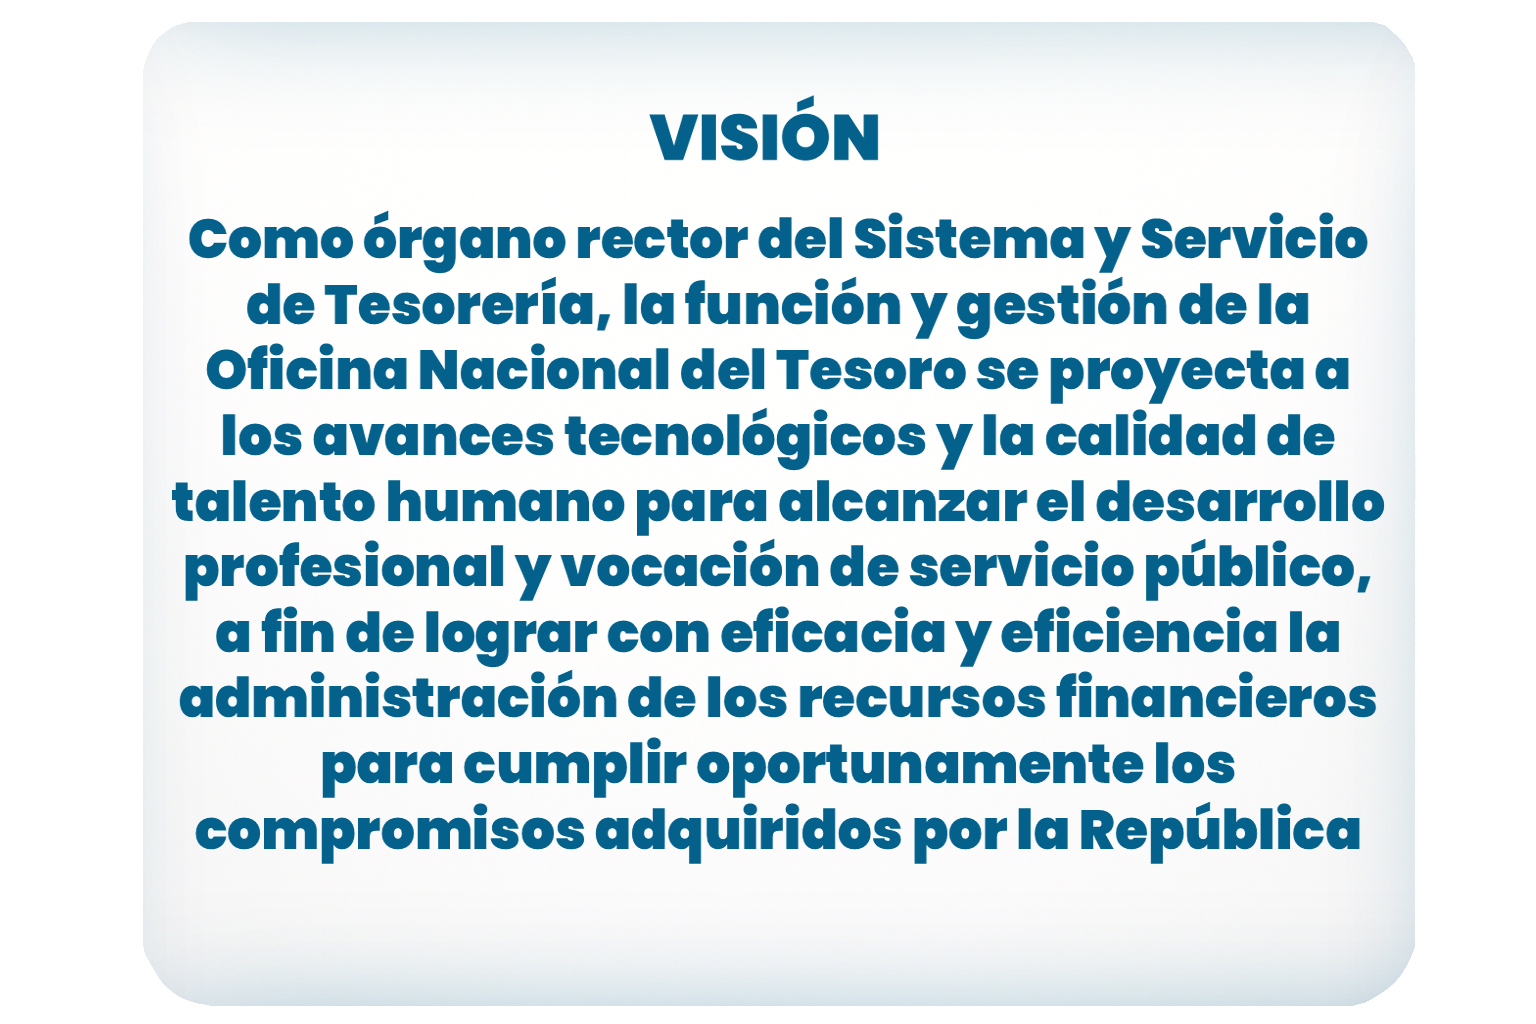 VISIÓN
Como órgano rector del Sistema y Servicio
de Tesorería, la función y gestión de la
Oficina Nacional del Tesoro se proyecta a
los avances tecnológicos y la calidad de
talento humano para alcanzar el desarrollo
profesional y vocación de servicio público,
a fin de lograr con eficacia y eficiencia la
administración de los recursos financieros
para cumplir oportunamente los
compromisos adquiridos por la República